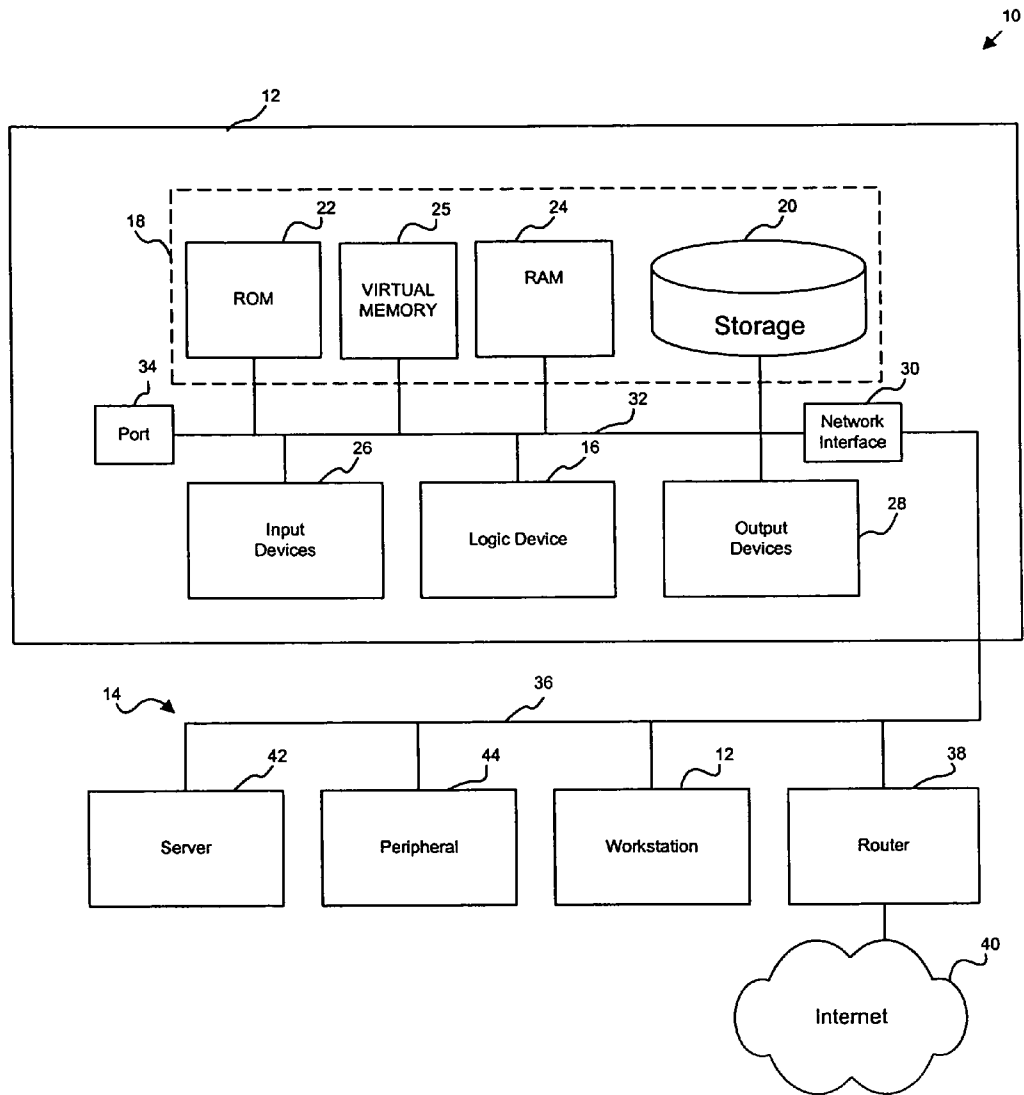 10
12
18
22
25
24
20
ROM
VIRTUAL
MEMORY
RAM
Storage
34
Port
32
30
Network
Interface
26
Input
Devices
16
Logic Device
Output
Devices
28
14
36
42
Server
44
Peripheral
12
Workstation
38
Router
40
Internet